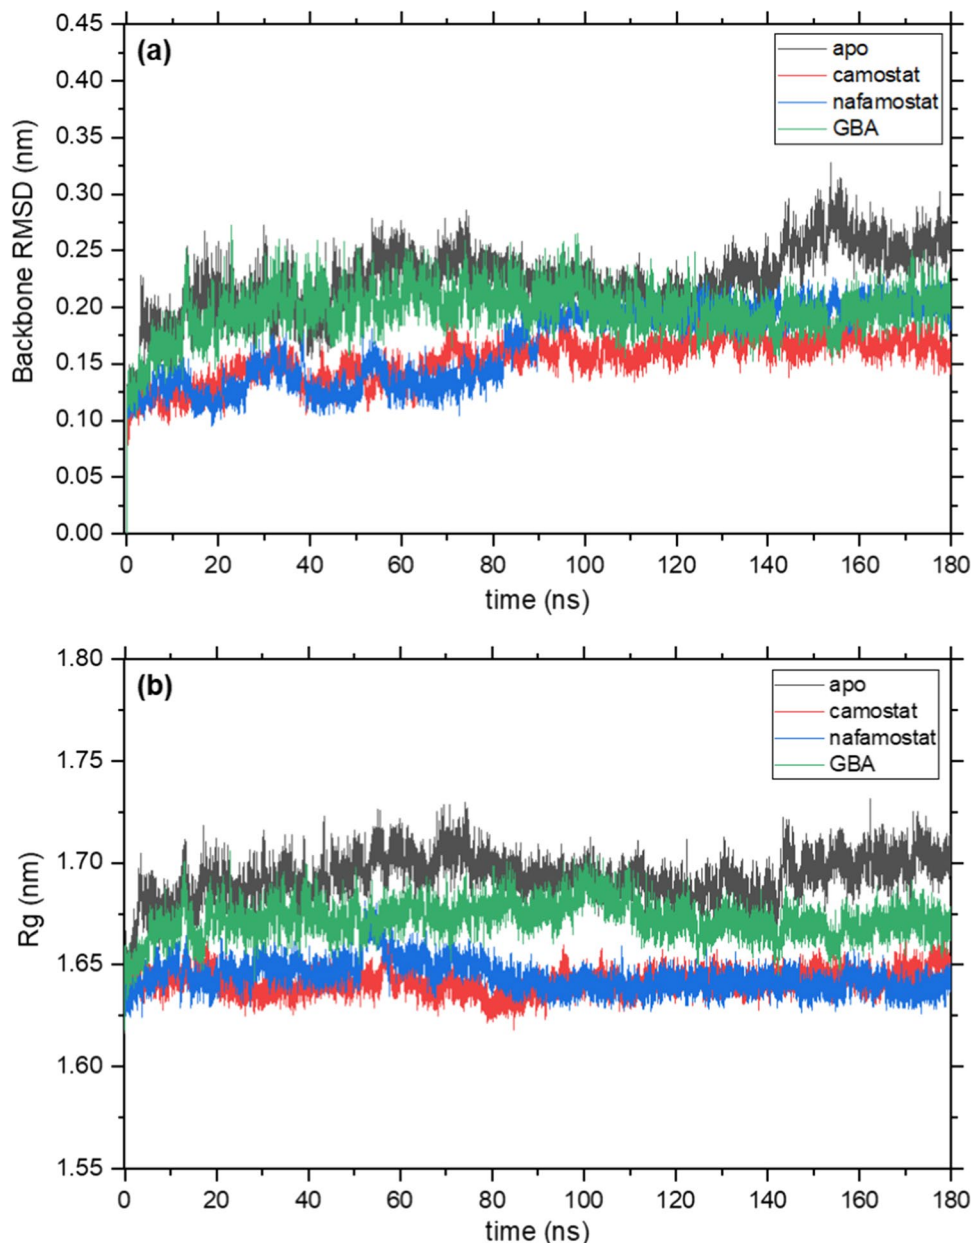 (a)
apo
camostat
nafamostat
GBA
Backbone RMSD (nm)
0.45
0.40
0.35
0.30
0.25
0.20
0.15
0.10
0.05
0.00
0 20 40 60 80 100 120 140 160 180
time (ns)
(b)
apo
camostat
nafamostat
GBA
Rg (nm)
1.80
1.75
1.70
1.65
1.60
1.55
0 20 40 60 80 100 120 140 160 180
time (ns)